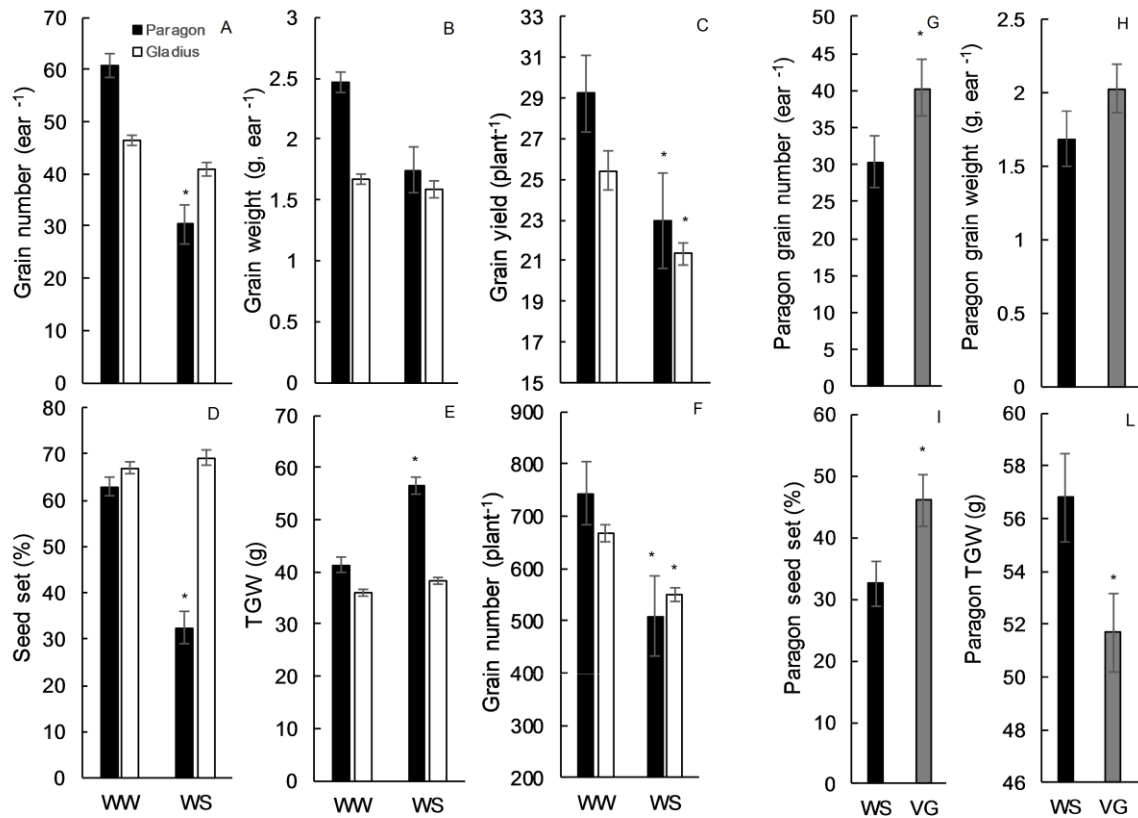 A
Grain number (ear ⁻¹)
70
60
50
40
30
20
10
0
Paragon
Gladius
*
B
Grain weight (g, ear ⁻¹)
3
2.5
2
1.5
1
0.5
0
C
Grain yield (plant⁻¹)
31
29
27
25
23
21
19
17
15
*
*
G
Paragon grain number (ear ⁻¹)
50
45
40
35
30
25
20
15
10
5
0
*
H
Paragon grain weight (g, ear ⁻¹)
2.5
2
1.5
1
0.5
0
D
Seed set (%)
80
70
60
50
40
30
20
10
0
*
WW
WS
E
TGW (g)
70
60
50
40
30
20
10
0
*
WW
WS
F
Grain number (plant⁻¹)
900
800
700
600
500
400
300
200
*
*
WW
WS
I
Paragon seed set (%)
60
50
40
30
20
10
0
*
WS
VG
L
Paragon TGW (g)
60
58
56
54
52
50
48
46
*
WS
VG